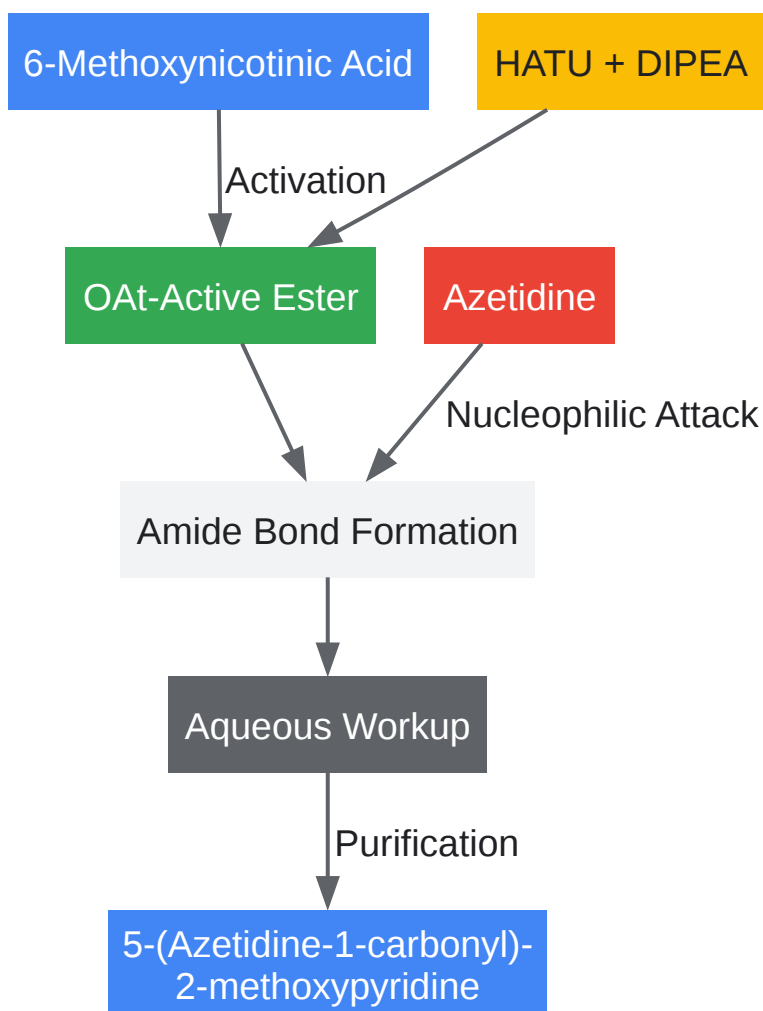 6-Methoxynicotinic Acid
HATU + DIPEA
Activation
OAt-Active Ester
Azetidine
Nucleophilic Attack
Amide Bond Formation
Aqueous Workup
Purification
5-(Azetidine-1-carbonyl)-
2-methoxypyridine